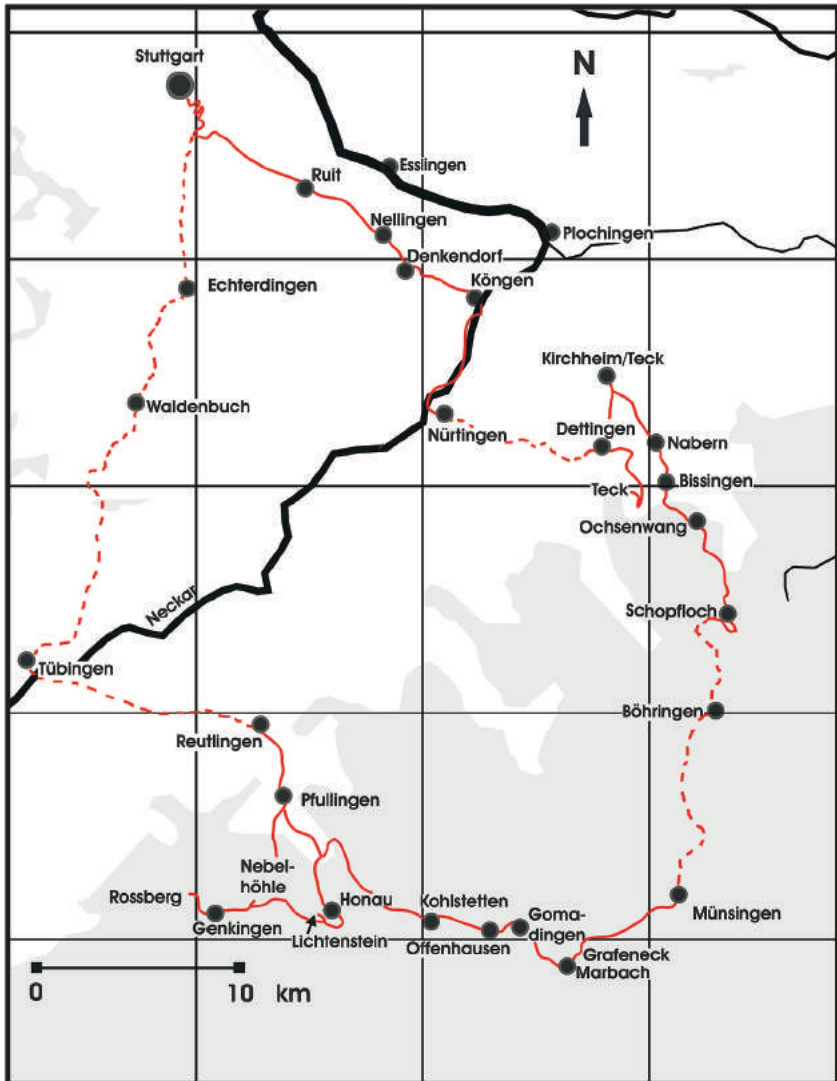 Stuttgart
N
Esslingen
Ruit
Nellingen
Plochingen
Denkendorf
Echterdingen
Köngen
Kirchheim/Teck
Waldenbuch
Nürtingen
Dettingen
Nabern
Teck
Bissingen
Ochsenwang
Neckar
Schopfloch
Tübingen
Böhringen
Reutlingen
Pfullingen
Nebel-
höhle
Rossberg
Honau
Kohlstetten
Goma-
dingen
Münsingen
Genkingen
Lichtenstein
Offenhausen
Grafeneck
Marbach
0 10 km